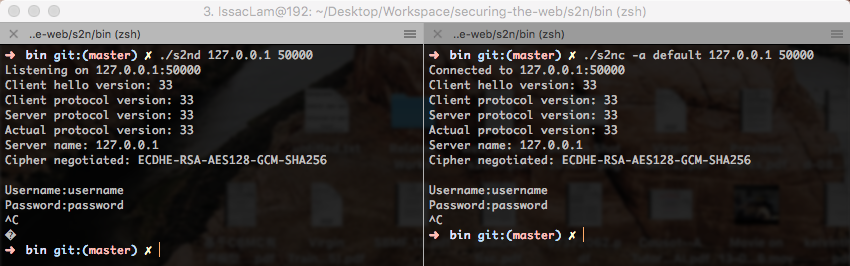 3. IssacLam@192: ~/Desktop/Workspace/securing-the-web/s2n/bin (zsh)
× ..e-web/s2n/bin (zsh)
➜ bin git:(master) ✗ ./s2nd 127.0.0.1 50000
Listening on 127.0.0.1:50000
Client hello version: 33
Client protocol version: 33
Server protocol version: 33
Actual protocol version: 33
Server name: 127.0.0.1
Cipher negotiated: ECDHE-RSA-AES128-GCM-SHA256
Username:username
Password:password
^C
�
➜ bin git:(master) ✗
× ..e-web/s2n/bin (zsh)
➜ bin git:(master) ✗ ./s2nc -a default 127.0.0.1 50000
Connected to 127.0.0.1:50000
Client hello version: 33
Client protocol version: 33
Server protocol version: 33
Actual protocol version: 33
Server name: 127.0.0.1
Cipher negotiated: ECDHE-RSA-AES128-GCM-SHA256
Username:username
Password:password
^C
➜ bin git:(master) ✗